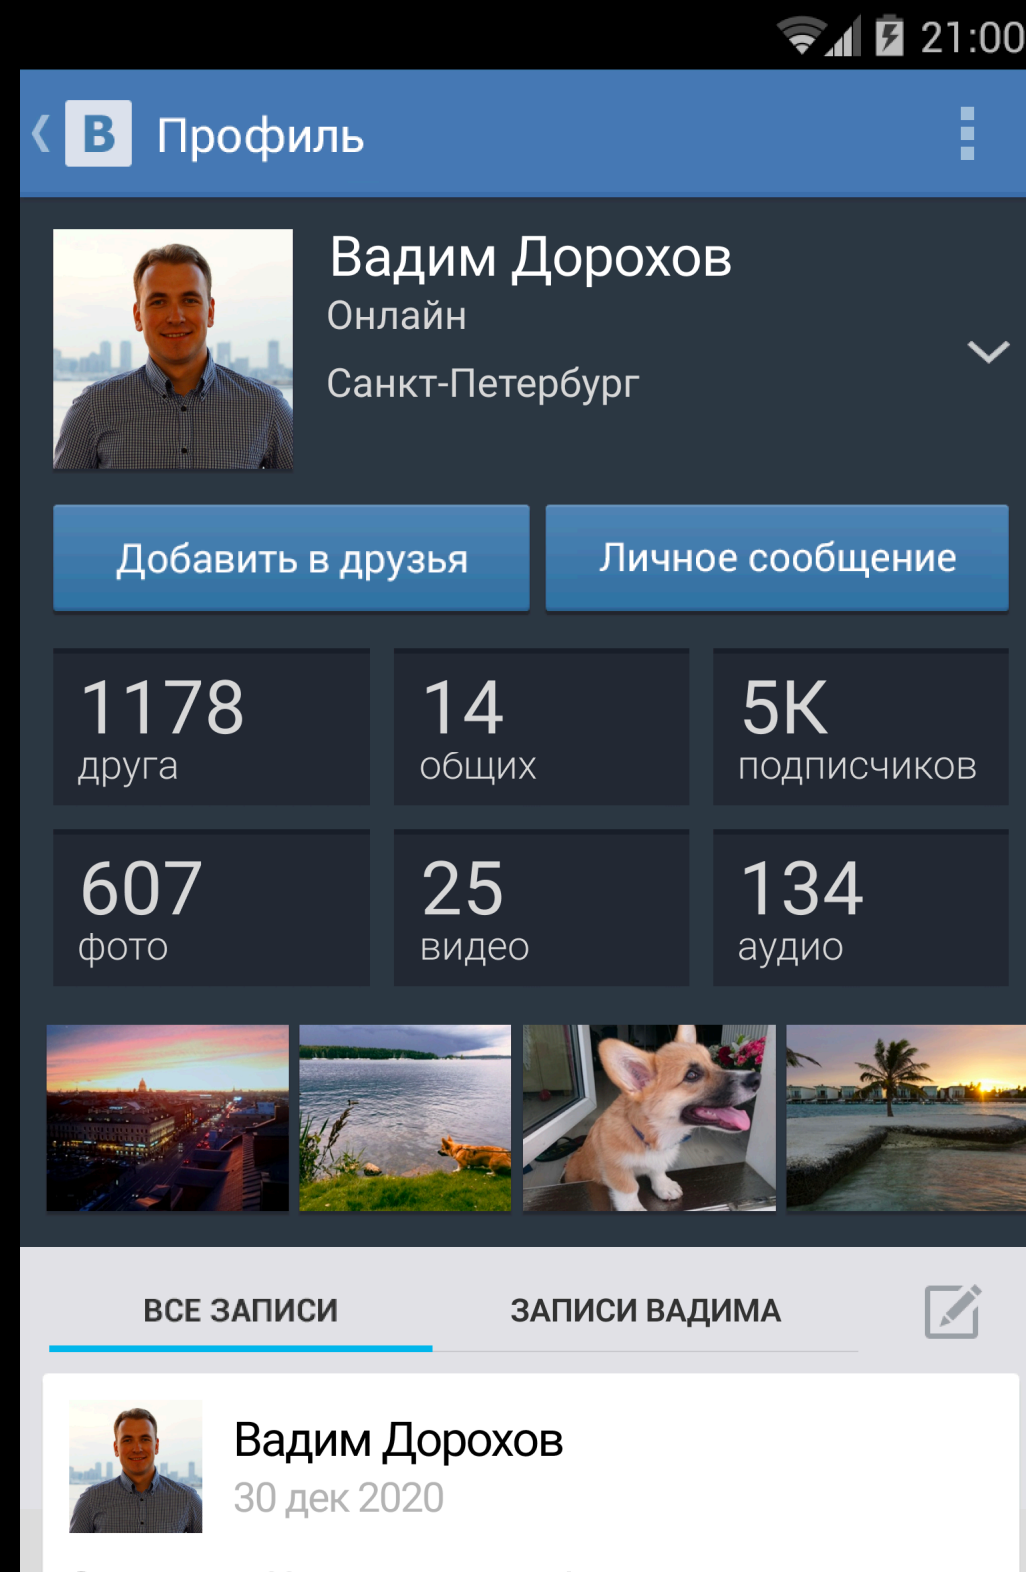 21:00
В Профиль
Вадим Дорохов
Онлайн
Санкт-Петербург
Добавить в друзья
Личное сообщение
1178
друга
14
общих
5К
подписчиков
607
фото
25
видео
134
аудио
ВСЕ ЗАПИСИ
ЗАПИСИ ВАДИМА
Вадим Дорохов
30 дек 2020